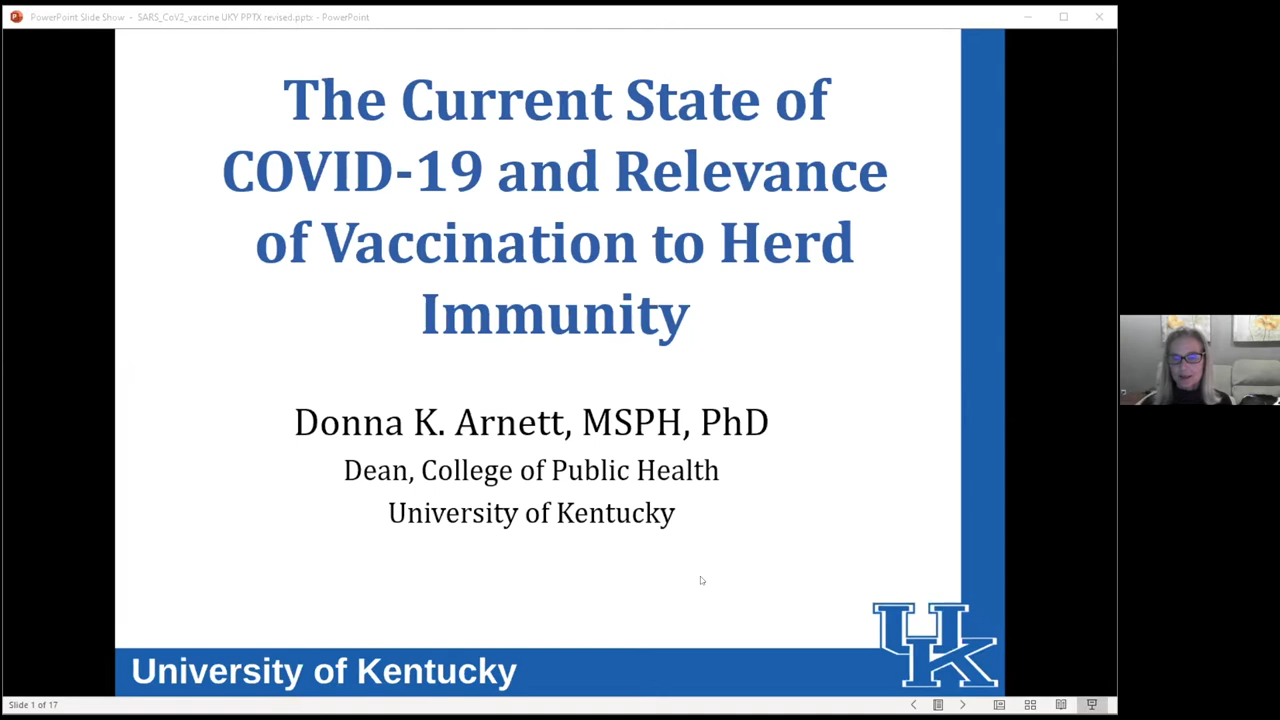 PowerPoint Slide Show - SARS_CoV2_vaccine UKY PPTX revised.pptx - PowerPoint
The Current State of
COVID-19 and Relevance
of Vaccination to Herd
Immunity
Donna K. Arnett, MSPH, PhD
Dean, College of Public Health
University of Kentucky
UK
University of Kentucky
Slide 1 of 17